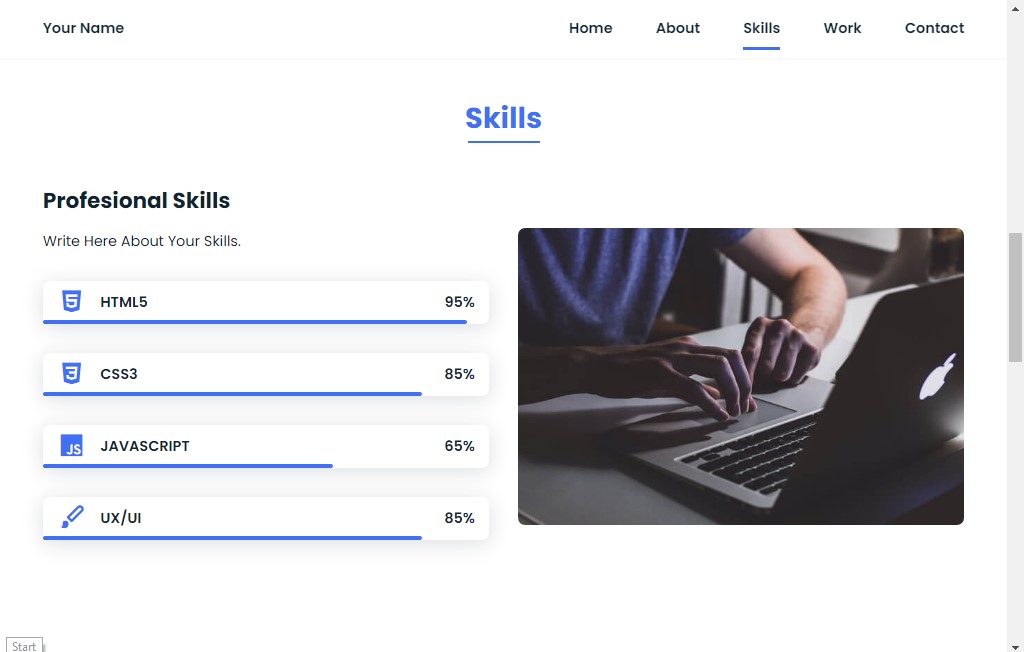 Your Name
Home About Skills Work Contact
Skills
Profesional Skills
Write Here About Your Skills.
HTML5 95%
CSS3 85%
JS JAVASCRIPT 65%
UX/UI 85%
Start